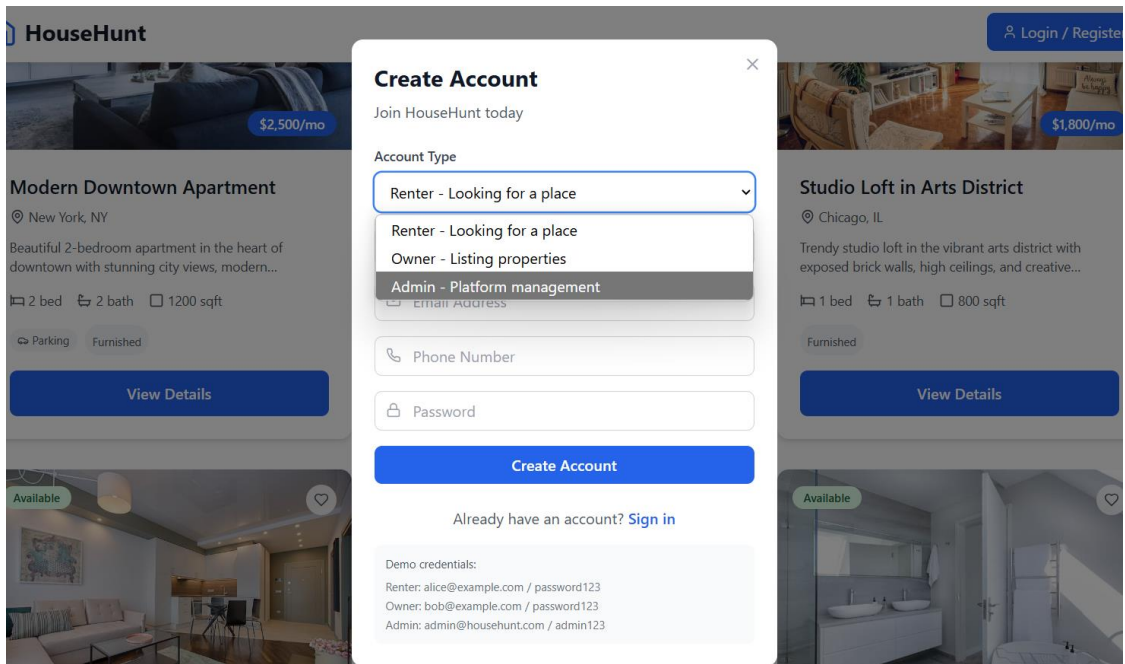 HouseHunt
Login / Register
$2,500/mo
Modern Downtown Apartment
New York, NY
Beautiful 2-bedroom apartment in the heart of
downtown with stunning city views, modern...
2 bed 2 bath 1200 sqft
Parking Furnished
View Details
Available
Create Account
Join HouseHunt today
Account Type
Renter - Looking for a place
Renter - Looking for a place
Owner - Listing properties
Admin - Platform management
Email Address
Phone Number
Password
Create Account
Already have an account? Sign in
Demo credentials:
Renter: alice@example.com / password123
Owner: bob@example.com / password123
Admin: admin@househunt.com / admin123
Always
be happy
$1,800/mo
Studio Loft in Arts District
Chicago, IL
Trendy studio loft in the vibrant arts district with
exposed brick walls, high ceilings, and creative...
1 bed 1 bath 800 sqft
Furnished
View Details
Available